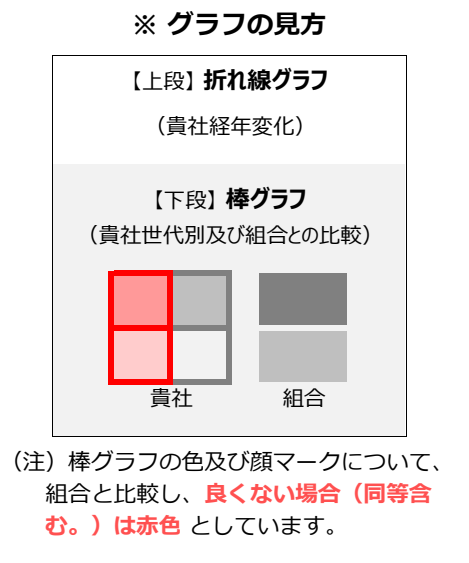 ※ グラフの見方
【上段】折れ線グラフ
（貴社経年変化）
【下段】棒グラフ
（貴社世代別及び組合との比較）
貴社 組合
（注）棒グラフの色及び顔マークについて、
組合と比較し、良くない場合（同等含
む。）は赤色 としています。